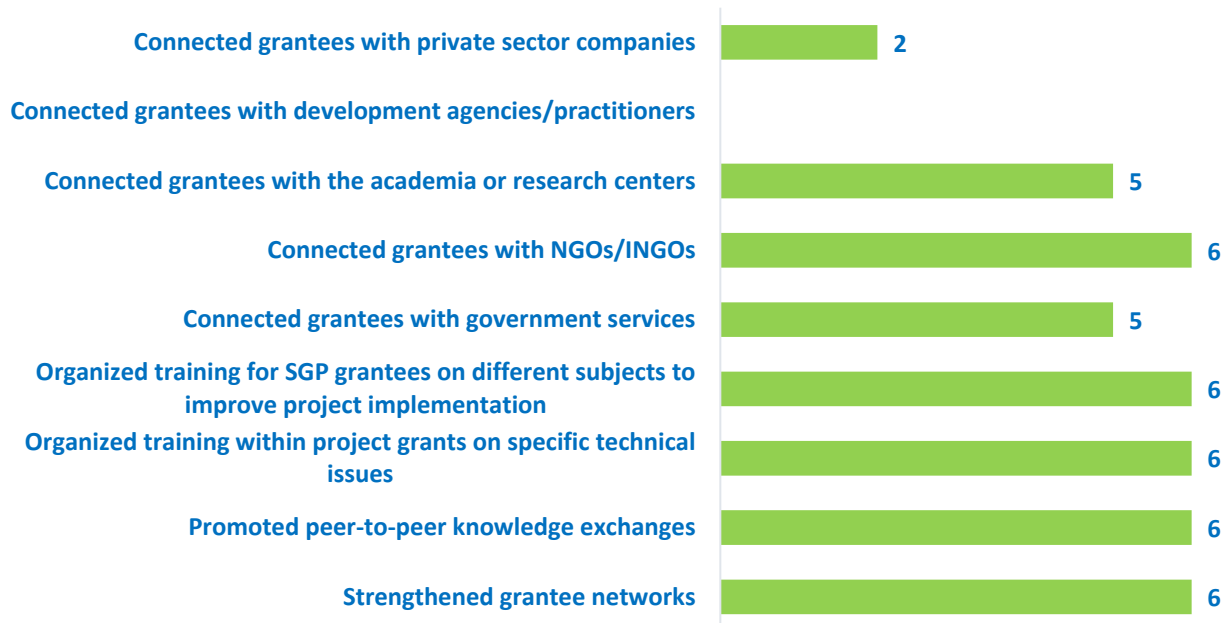 Connected grantees with private sector companies 2
Connected grantees with development agencies/practitioners
Connected grantees with the academia or research centers 5
Connected grantees with NGOs/INGOs 6
Connected grantees with government services 5
Organized training for SGP grantees on different subjects to
improve project implementation 6
Organized training within project grants on specific technical
issues 6
Promoted peer-to-peer knowledge exchanges 6
Strengthened grantee networks 6